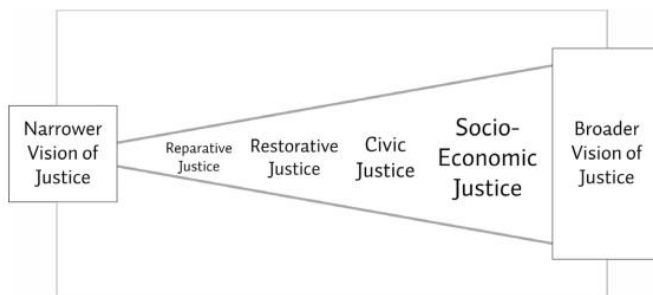 Narrower
Vision of
Justice
Reparative
Justice
Restorative
Justice
Civic
Justice
Socio-
Economic
Justice
Broader
Vision of
Justice